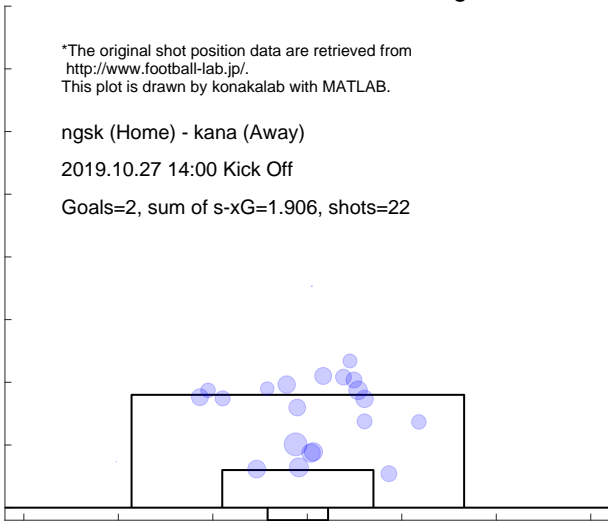 *The original shot position data are retrieved from
http://www.football-lab.jp/.
This plot is drawn by konakalab with MATLAB.
ngsk (Home) - kana (Away)
2019.10.27 14:00 Kick Off
Goals=2, sum of s-xG=1.906, shots=22